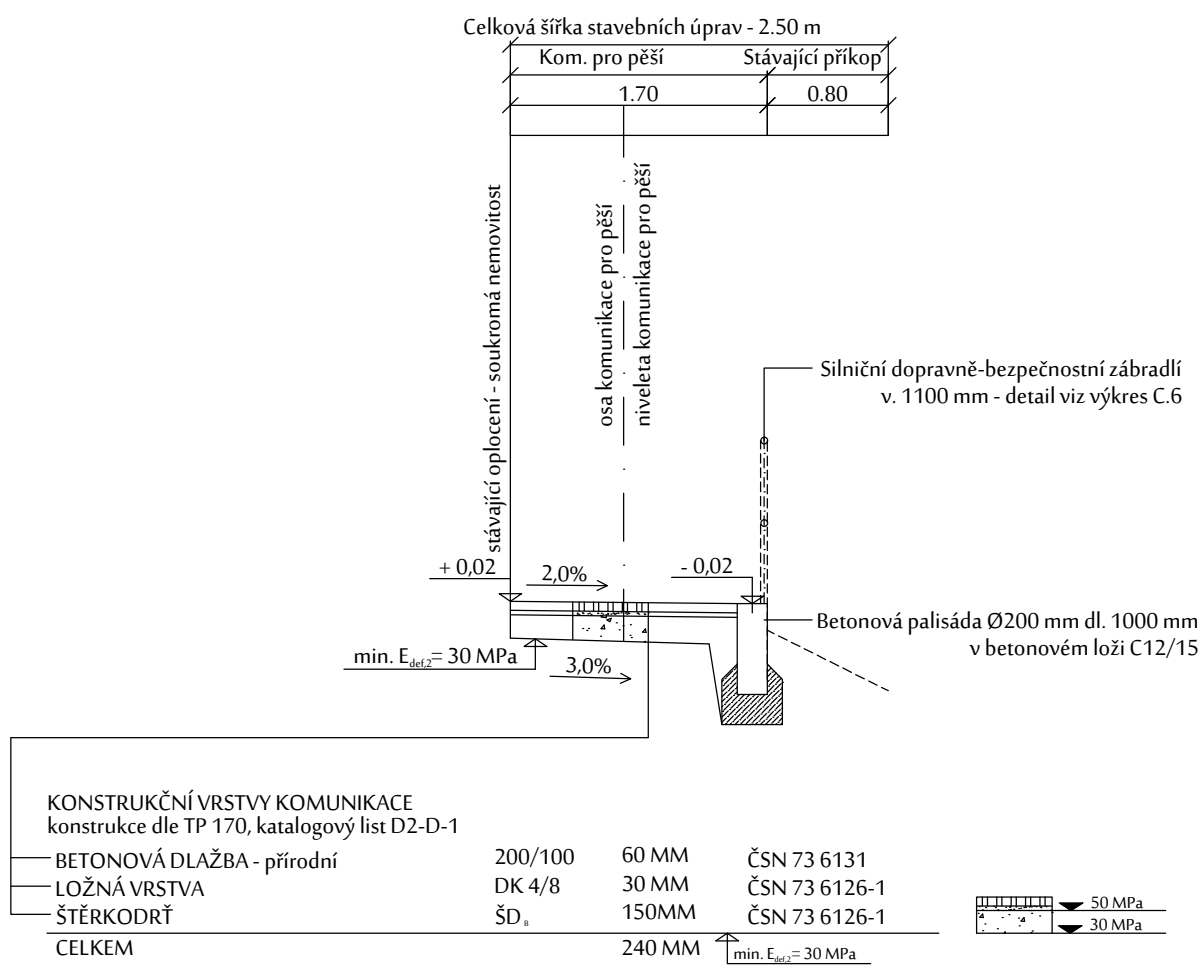 Celková šířka stavebních úprav - 2.50 m
Kom. pro pěší
Stávající příkop
1.70
0.80
stávající oplocení - soukromá nemovitost
osa komunikace pro pěší
niveleta komunikace pro pěší
Silniční dopravně-bezpečnostní zábradlí
v. 1100 mm - detail viz výkres C.6
+ 0,02
2,0%
- 0,02
Betonová palisáda Ø200 mm dl. 1000 mm
v betonovém loži C12/15
min. Edef,2= 30 MPa
3,0%
KONSTRUKČNÍ VRSTVY KOMUNIKACE
konstrukce dle TP 170, katalogový list D2-D-1
BETONOVÁ DLAŽBA - přírodní 200/100 60 MM ČSN 73 6131
LOŽNÁ VRSTVA DK 4/8 30 MM ČSN 73 6126-1
ŠTĚRKODRŤ ŠDB 150MM ČSN 73 6126-1
CELKEM 240 MM
min. Edef,2= 30 MPa
50 MPa
30 MPa